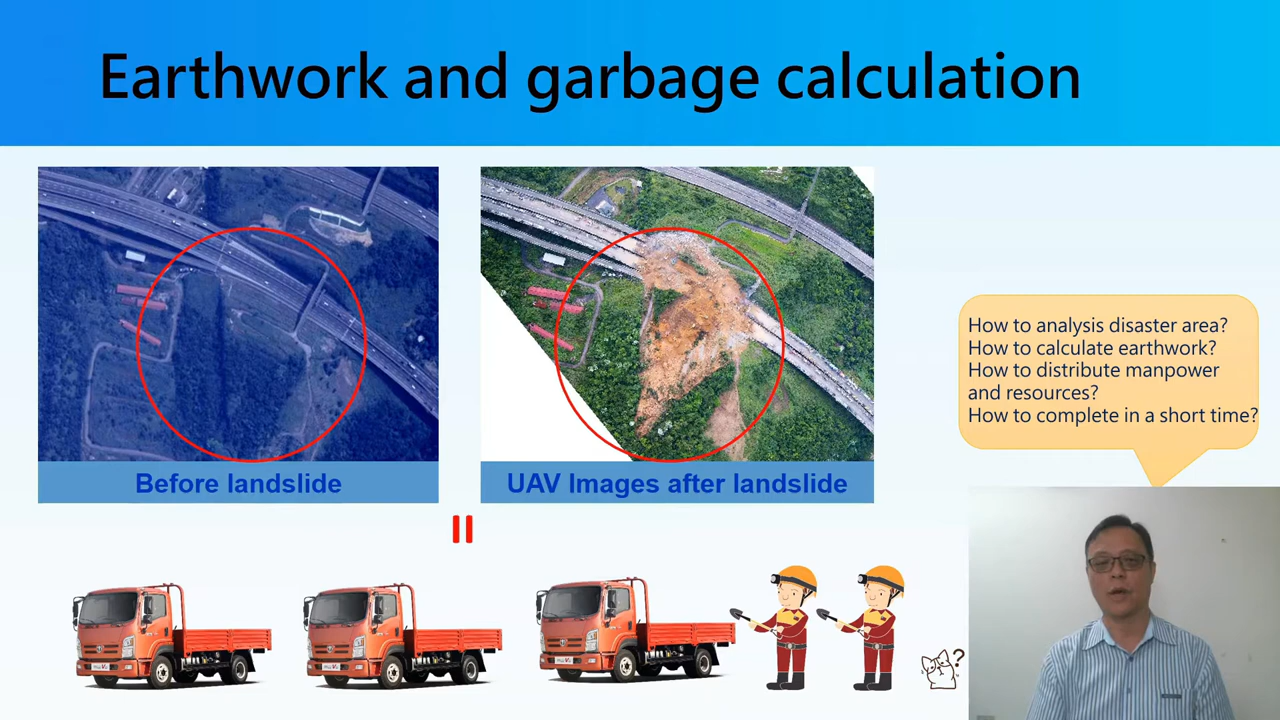 Earthwork and garbage calculation
How to analysis disaster area?
How to calculate earthwork?
How to distribute manpower
and resources?
How to complete in a short time?
Before landslide
UAV Images after landslide
?